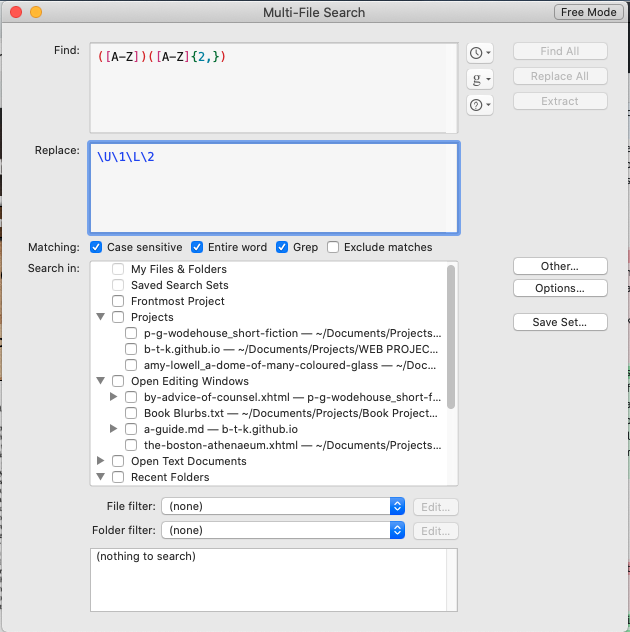 Multi-File Search
Free Mode
Find:
([A-Z])([A-Z]{2,})
g
?
Find All
Replace All
Extract
Replace:
\U\1\L\2
Matching:
Case sensitive
Entire word
Grep
Exclude matches
Search in:
My Files & Folders
Saved Search Sets
Frontmost Project
Projects
p-g-wodehouse_short-fiction — ~/Documents/Projects...
b-t-k.github.io — ~/Documents/Projects/WEB PROJEC...
amy-lowell_a-dome-of-many-coloured-glass — ~/Doc...
Open Editing Windows
by-advice-of-counsel.xhtml — p-g-wodehouse_short-f...
Book Blurbs.txt — ~/Documents/Projects/Book Project...
a-guide.md — b-t-k.github.io
the-boston-athenaeum.xhtml — ~/Documents/Projects...
Open Text Documents
Recent Folders
Other...
Options...
Save Set...
File filter:
(none)
Edit...
Folder filter:
(none)
Edit...
(nothing to search)